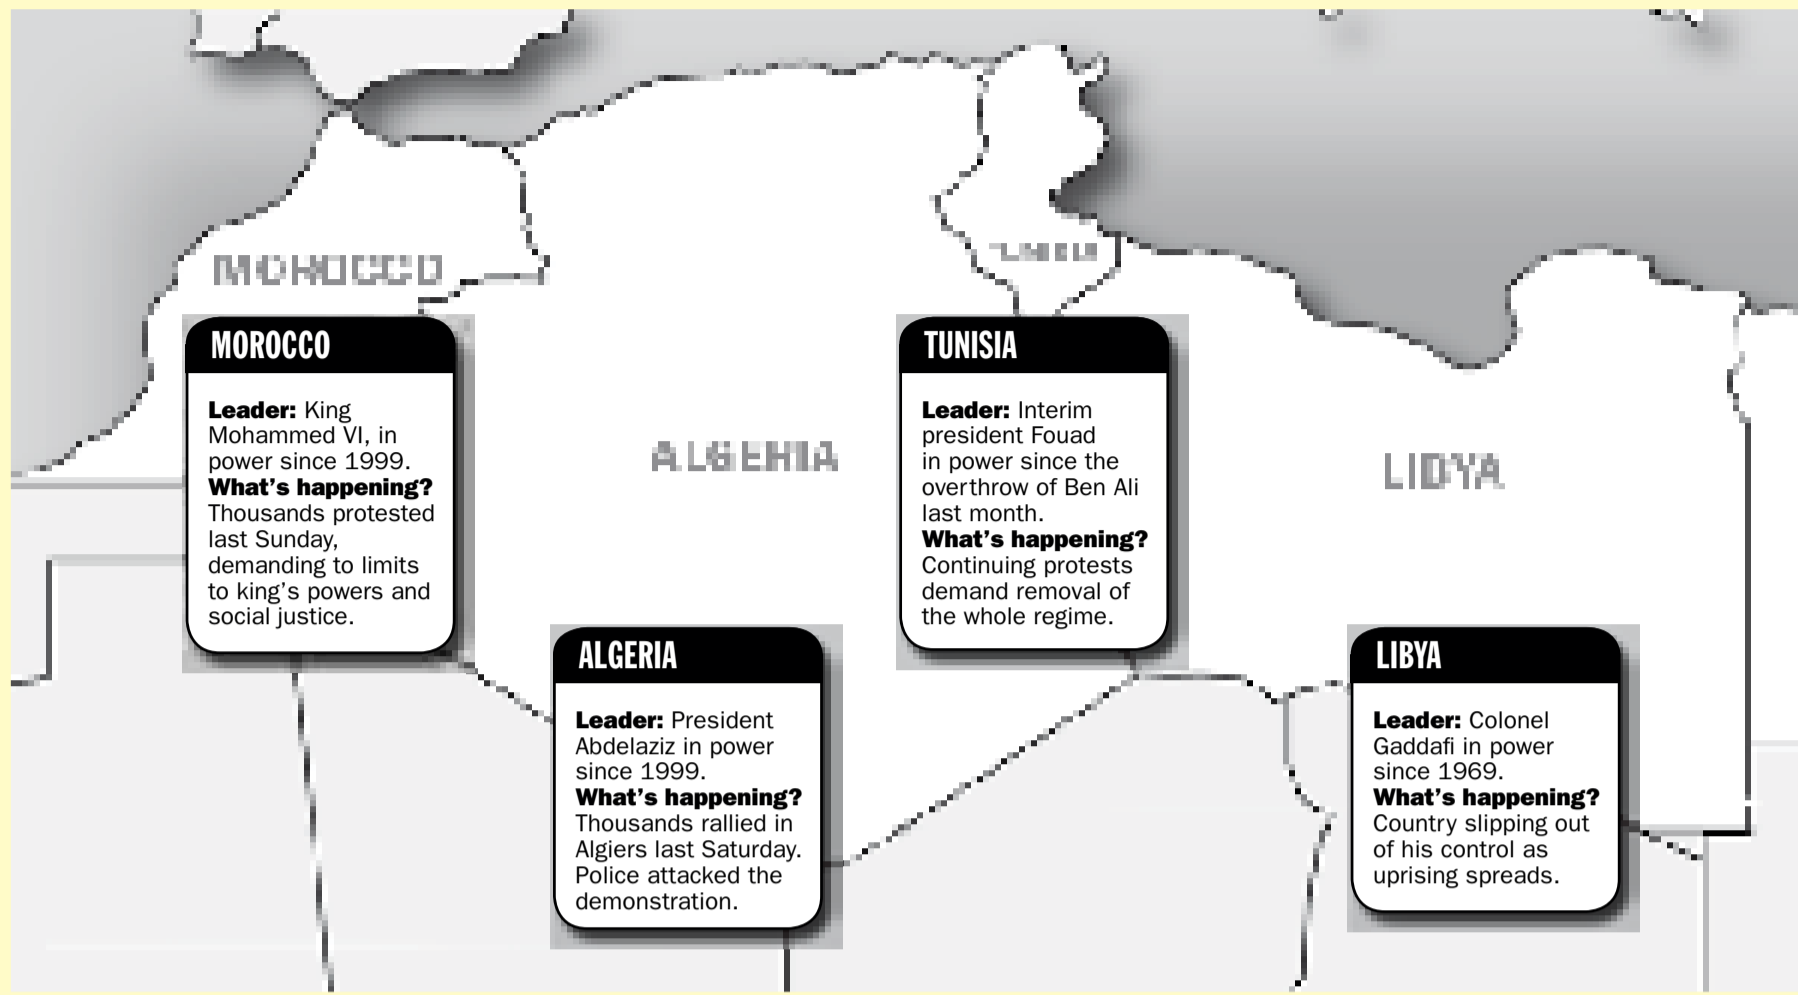 MOROCCO
ALGERIA
LIBYA
MOROCCO
Leader: King
Mohammed VI, in
power since 1999.
What's happening?
Thousands protested
last Sunday,
demanding to limits
to king's powers and
social justice.
TUNISIA
Leader: Interim
president Fouad
in power since the
overthrow of Ben Ali
last month.
What's happening?
Continuing protests
demand removal of
the whole regime.
ALGERIA
Leader: President
Abdelaziz in power
since 1999.
What's happening?
Thousands rallied in
Algiers last Saturday.
Police attacked the
demonstration.
LIBYA
Leader: Colonel
Gaddafi in power
since 1969.
What's happening?
Country slipping out
of his control as
uprising spreads.